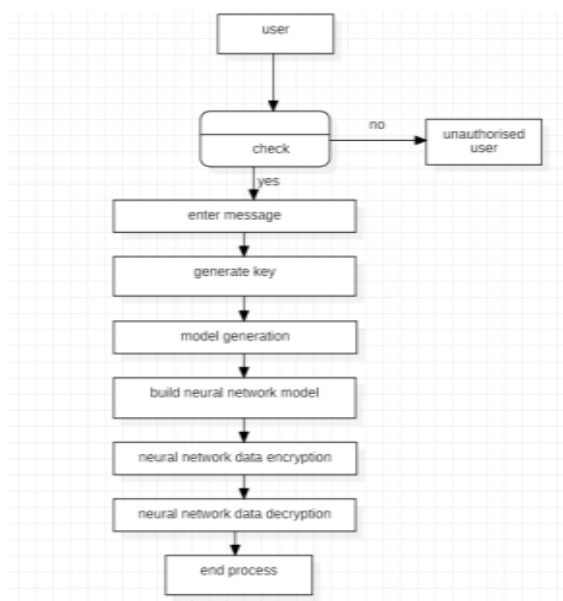 user
no
check
unauthorised
user
yes
enter message
generate key
model generation
build neural network model
neural network data encryption
neural network data decryption
end process